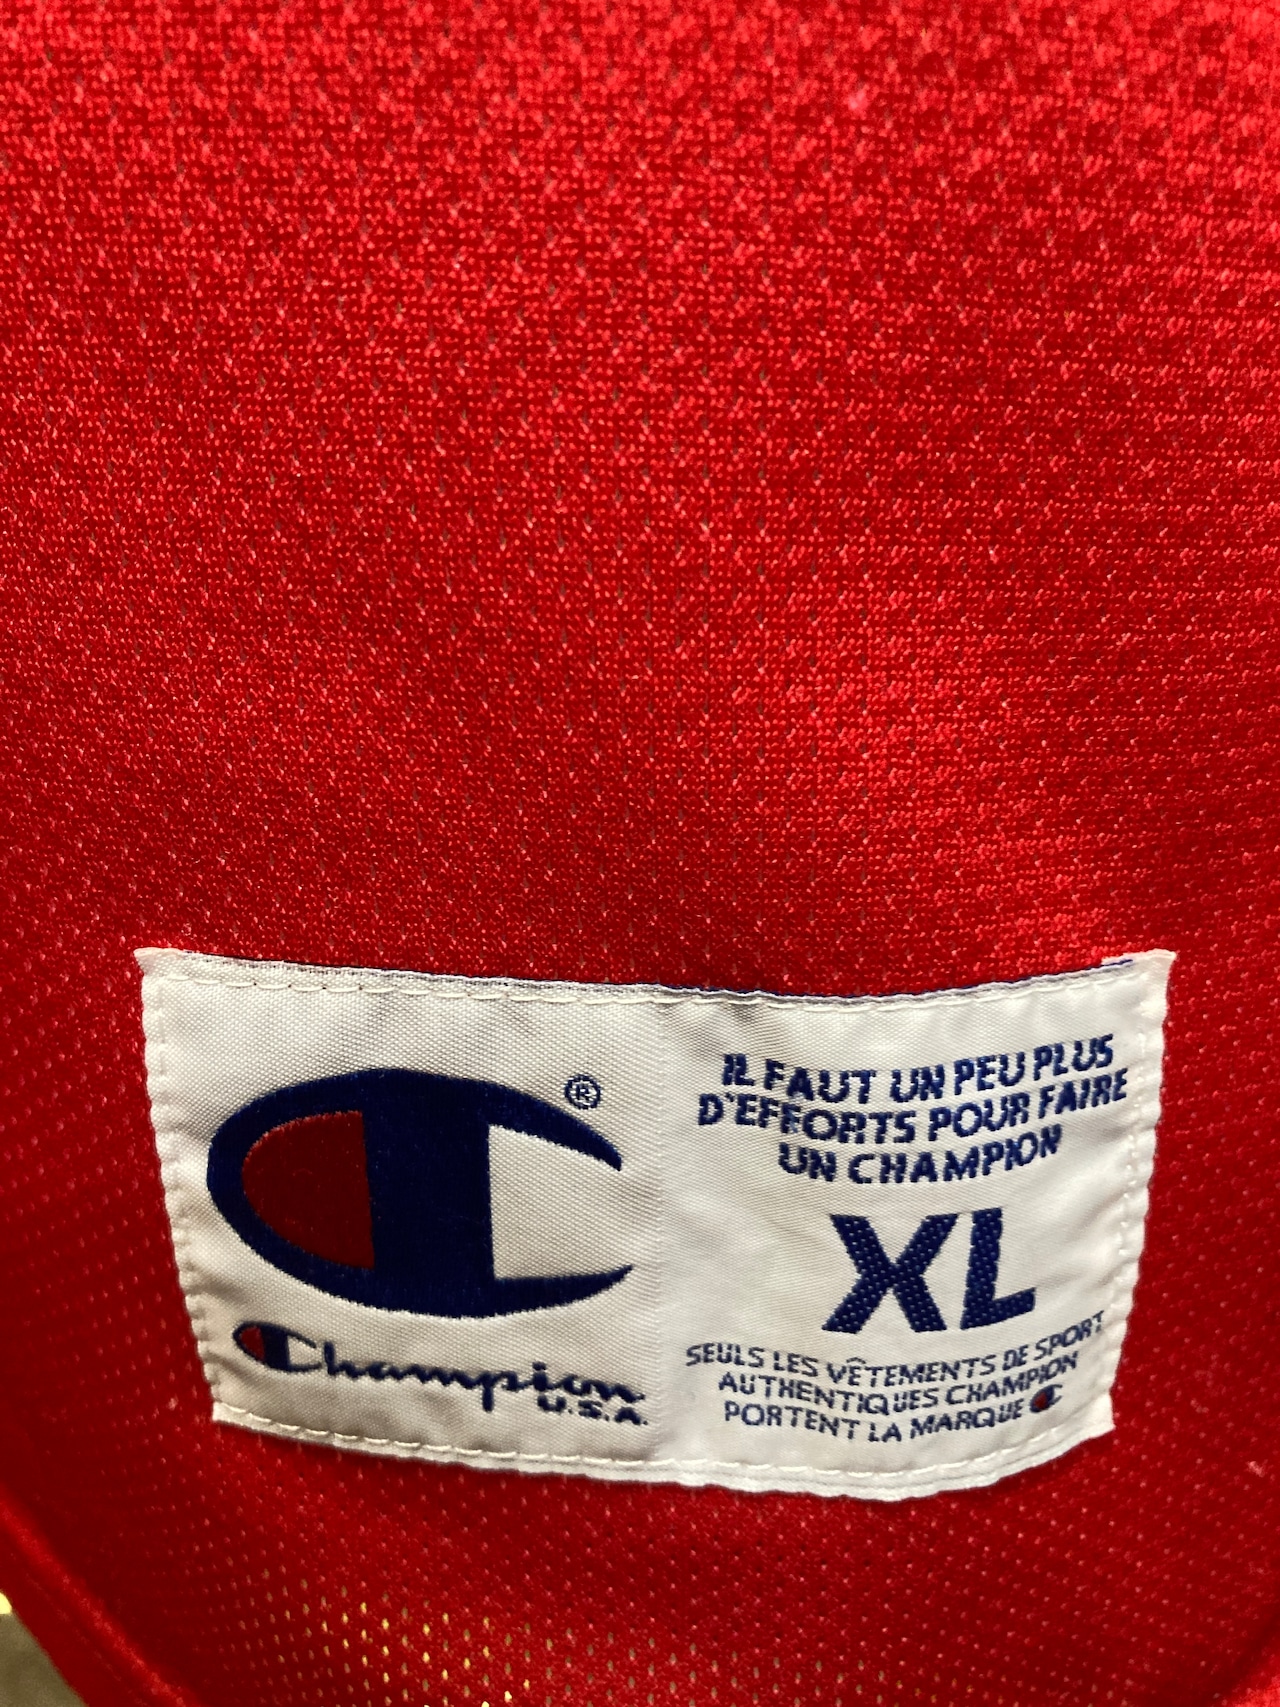 ®
Champion
U.S.A.
IL FAUT UN PEU PLUS
D'EFFORTS POUR FAIRE
UN CHAMPION
XL
SEULS LES VÊTEMENTS DE SPORT
AUTHENTIQUES CHAMPION
PORTENT LA MARQUE C